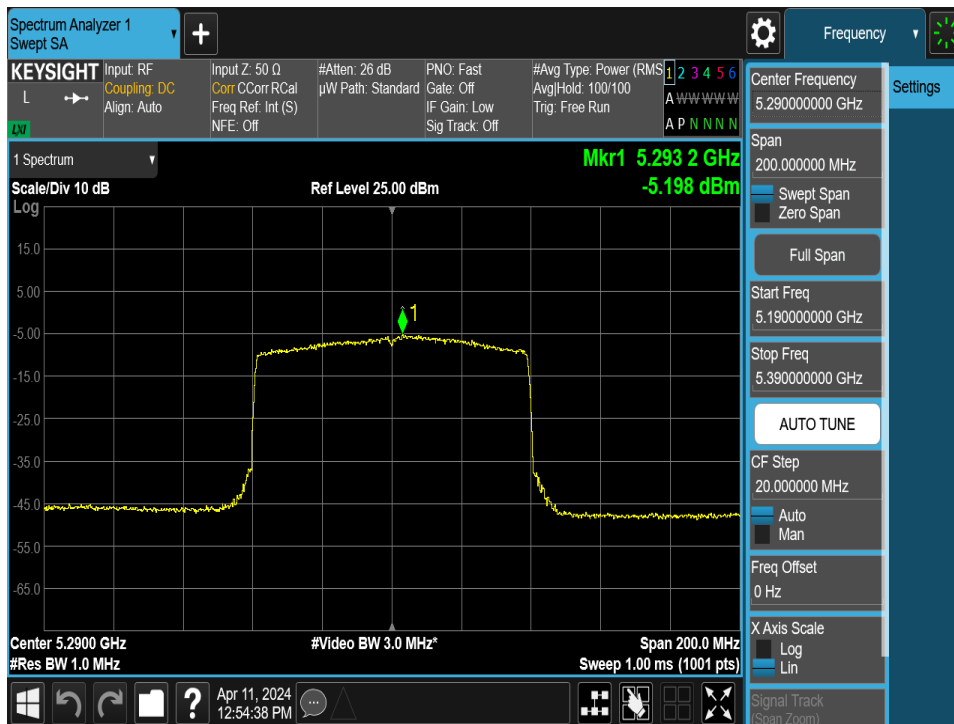 Spectrum Analyzer 1
Swept SA
+
Frequency
KEYSIGHT
L
LXI
Input: RF
Coupling: DC
Align: Auto
Input Z: 50 Ω
Corr CCorr RCal
Freq Ref: Int (S)
NFE: Off
#Atten: 26 dB
µW Path: Standard
PNO: Fast
Gate: Off
IF Gain: Low
Sig Track: Off
#Avg Type: Power (RMS
Avg|Hold: 100/100
Trig: Free Run
1 2 3 4 5 6
A W W W W W
A P N N N N
1 Spectrum
Mkr1 5.293 2 GHz
Scale/Div 10 dB
Ref Level 25.00 dBm
-5.198 dBm
Log
15.0
5.00
-5.00
-15.0
-25.0
-35.0
-45.0
-55.0
-65.0
1
Center 5.2900 GHz
#Video BW 3.0 MHz*
Span 200.0 MHz
#Res BW 1.0 MHz
Sweep 1.00 ms (1001 pts)
Center Frequency
5.290000000 GHz
Span
200.000000 MHz
Swept Span
Zero Span
Full Span
Start Freq
5.190000000 GHz
Stop Freq
5.390000000 GHz
AUTO TUNE
CF Step
20.000000 MHz
Auto
Man
Freq Offset
0 Hz
X Axis Scale
Log
Lin
Signal Track
(Span Zoom)
Settings
?
Apr 11, 2024
12:54:38 PM